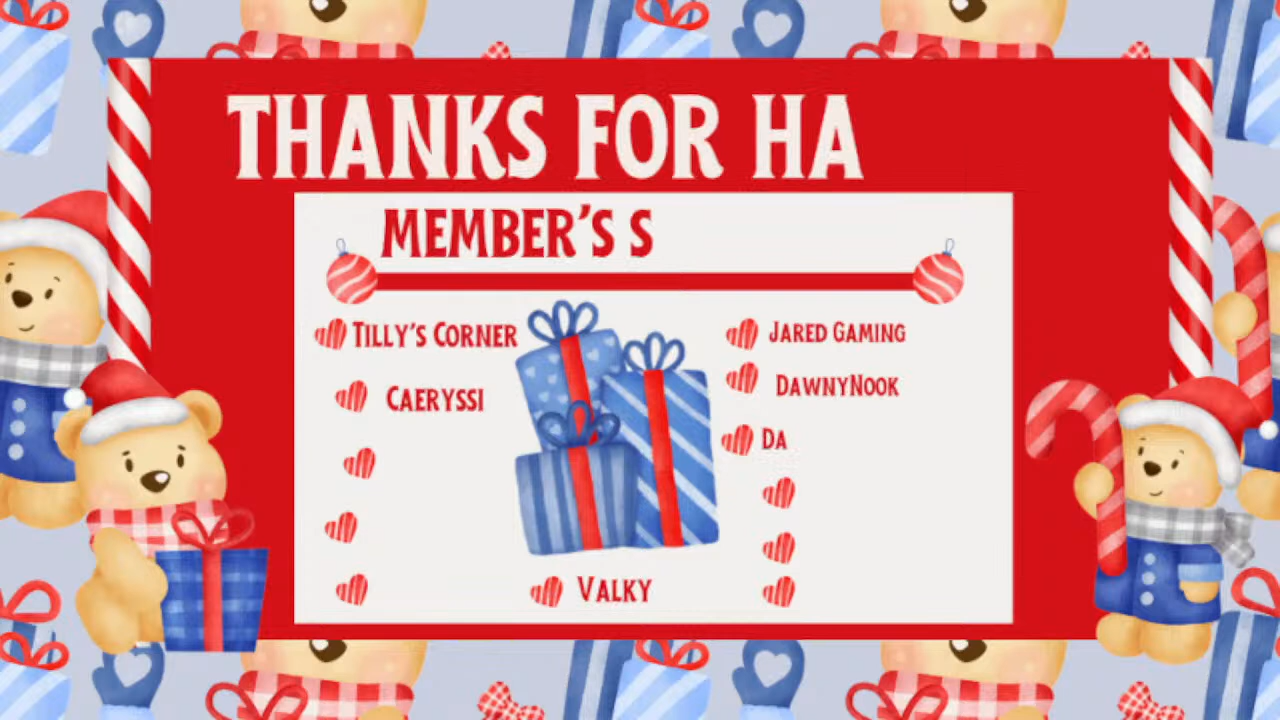 THANKS FOR HA
MEMBER'S S
TILLY'S CORNER
CAERYSSI
JARED GAMING
DAWNYNOOK
DA
VALKY